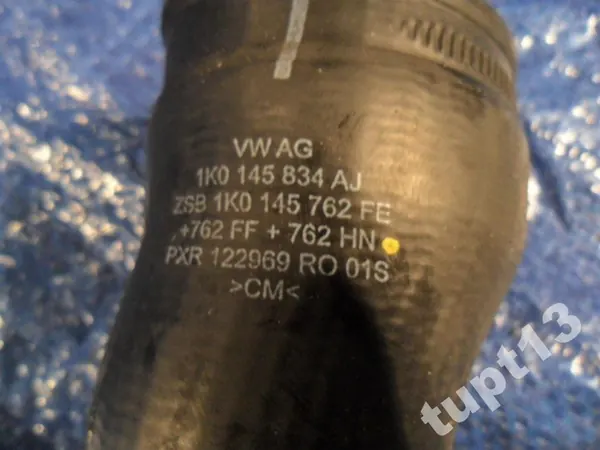 VW AG
1K0 145 834 AJ
ZSB 1K0 145 762 FE
+762 FF + 762 HN
PXR 122969 RO 01S
>CM<
tupt13